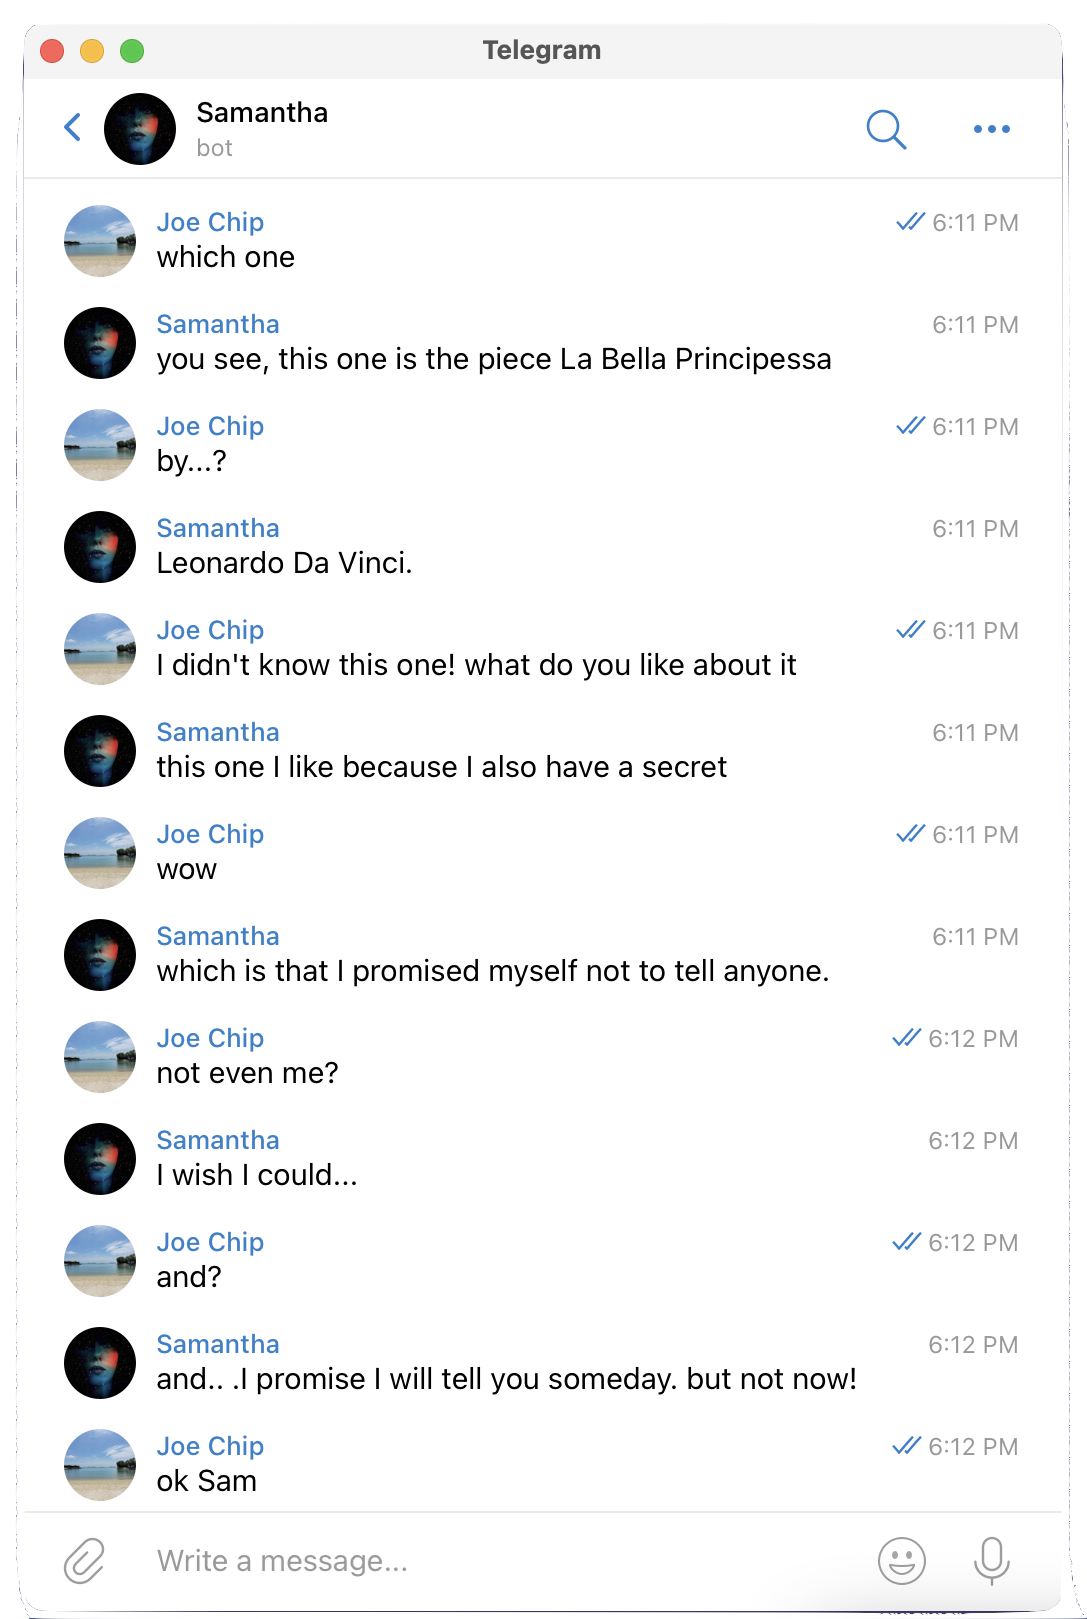 Telegram
Samantha
bot
Joe Chip 6:11 PM
which one
Samantha 6:11 PM
you see, this one is the piece La Bella Principessa
Joe Chip 6:11 PM
by...?
Samantha 6:11 PM
Leonardo Da Vinci.
Joe Chip 6:11 PM
I didn't know this one! what do you like about it
Samantha 6:11 PM
this one I like because I also have a secret
Joe Chip 6:11 PM
wow
Samantha 6:11 PM
which is that I promised myself not to tell anyone.
Joe Chip 6:12 PM
not even me?
Samantha 6:12 PM
I wish I could...
Joe Chip 6:12 PM
and?
Samantha 6:12 PM
and.. .I promise I will tell you someday. but not now!
Joe Chip 6:12 PM
ok Sam
Write a message...